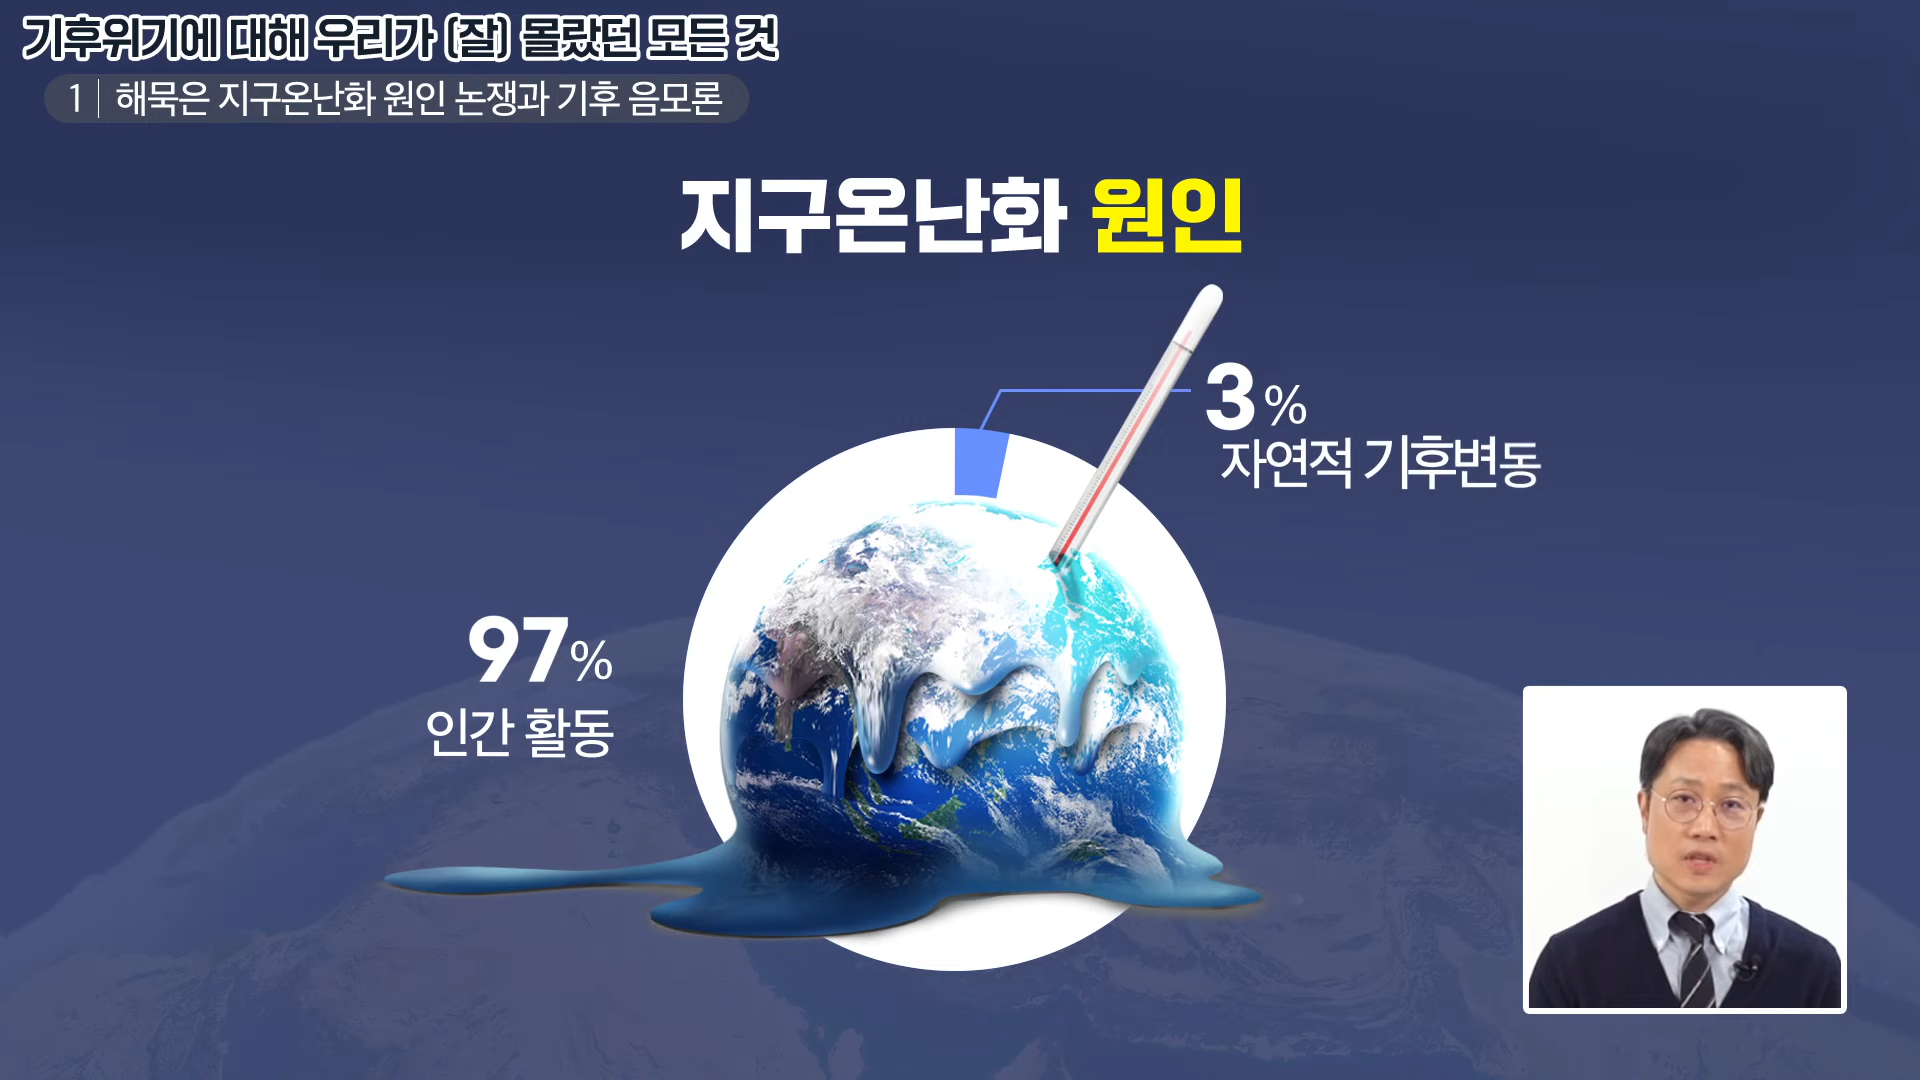 기후위기에 대해 우리가 (잘) 몰랐던 모든 것
1 해묵은 지구온난화 원인 논쟁과 기후 음모론
지구온난화 원인
3%
자연적 기후변동
97%
인간 활동